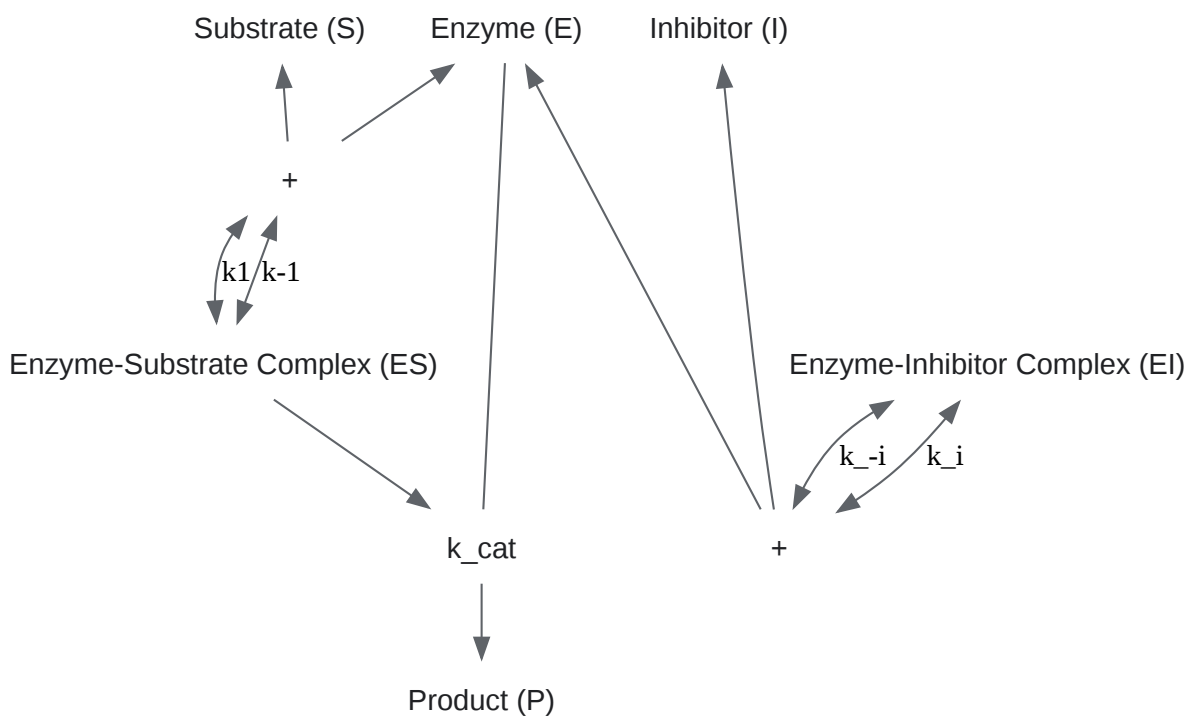 Substrate (S)
Enzyme (E)
Inhibitor (I)
+
k1
k-1
Enzyme-Substrate Complex (ES)
Enzyme-Inhibitor Complex (EI)
k_-i
k_i
k_cat
+
Product (P)